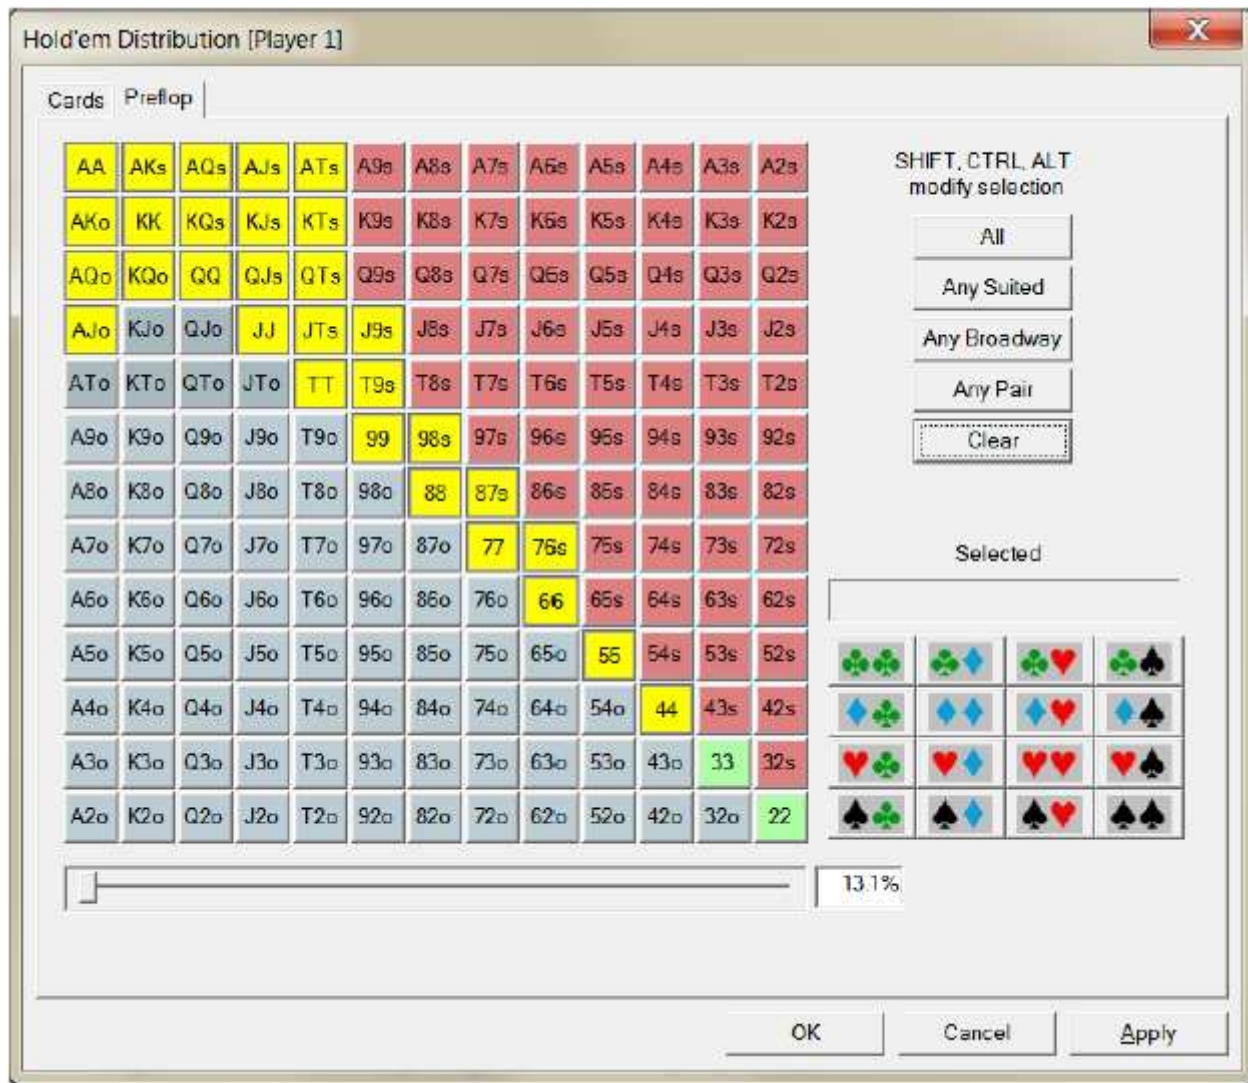 Hold'em Distribution [Player 1]
X
Cards Preflop
AA AKs AQs AJs ATs A9s A8s A7s A6s A5s A4s A3s A2s
AKo KK KQs KJs KTs K9s K8s K7s K6s K5s K4s K3s K2s
AQo KQo QQ QJs QTs Q9s Q8s Q7s Q6s Q5s Q4s Q3s Q2s
AJo KJo QJo JJ JTs J9s J8s J7s J6s J5s J4s J3s J2s
ATo KTo QTo JTo TT T9s T8s T7s T6s T5s T4s T3s T2s
A9o K9o Q9o J9o T9o 99 98s 97s 96s 95s 94s 93s 92s
A8o K8o Q8o J8o T8o 98o 88 87s 86s 85s 84s 83s 82s
A7o K7o Q7o J7o T7o 97o 87o 77 76s 75s 74s 73s 72s
A6o K6o Q6o J6o T6o 96o 86o 76o 66 65s 64s 63s 62s
A5o K5o Q5o J5o T5o 95o 85o 75o 65o 55 54s 53s 52s
A4o K4o Q4o J4o T4o 94o 84o 74o 64o 54o 44 43s 42s
A3o K3o Q3o J3o T3o 93o 83o 73o 63o 53o 43o 33 32s
A2o K2o Q2o J2o T2o 92o 82o 72o 62o 52o 42o 32o 22
13.1%
SHIFT, CTRL, ALT
modify selection
All
Any Suited
Any Broadway
Any Pair
Clear
Selected
OK Cancel Apply